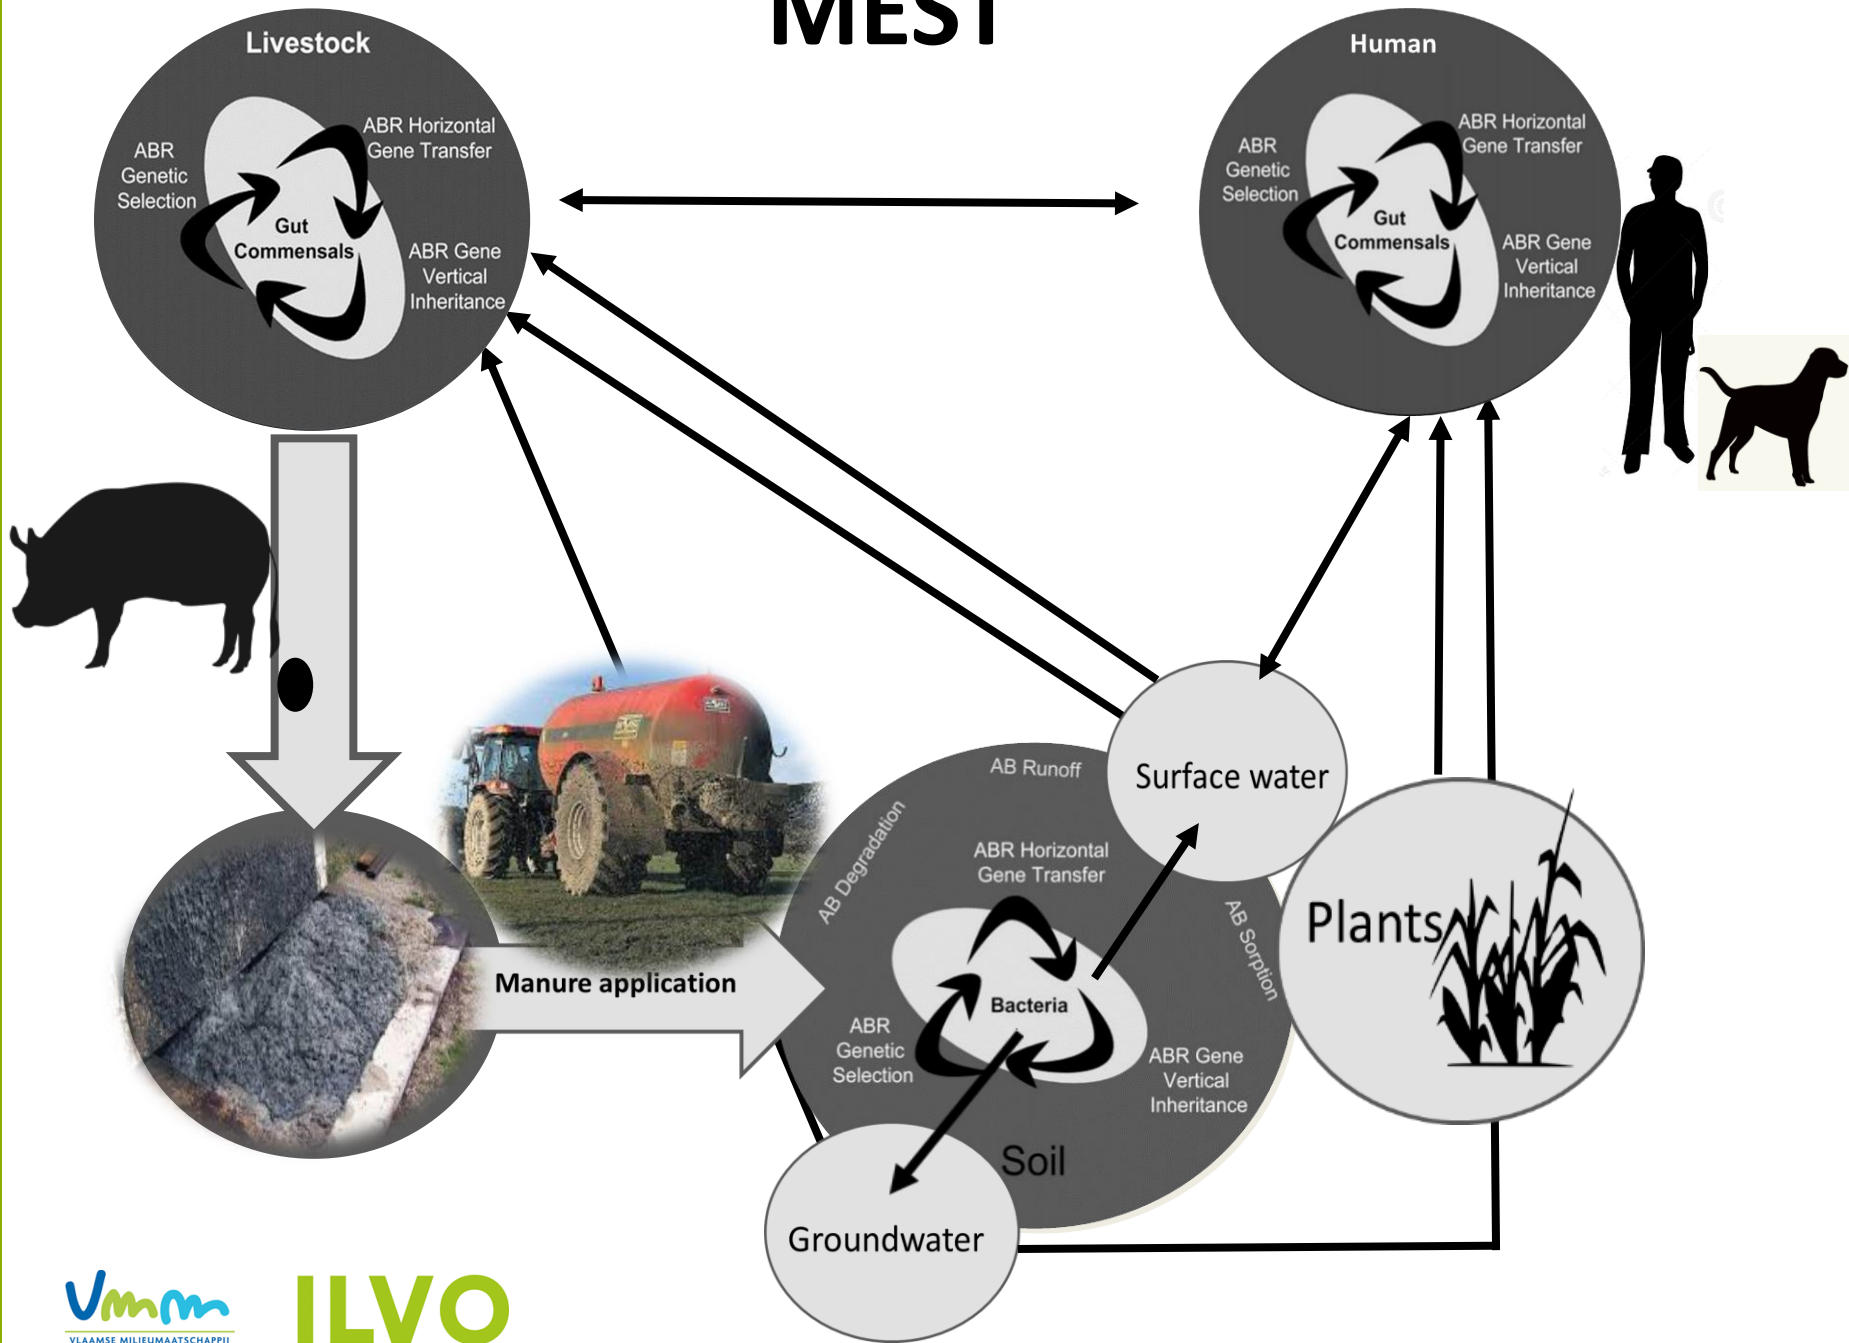 MEST
Livestock
ABR Horizontal
Gene Transfer
ABR
Genetic
Selection
Gut
Commensals
ABR Gene
Vertical
Inheritance
Human
ABR Horizontal
Gene Transfer
ABR
Genetic
Selection
Gut
Commensals
ABR Gene
Vertical
Inheritance
Manure application
AB Runoff
AB Degradation
AB Sorption
ABR Horizontal
Gene Transfer
Bacteria
ABR
Genetic
Selection
ABR Gene
Vertical
Inheritance
Soil
Surface water
Plants
Groundwater
Vmm
VLAAMSE MILIEUMAATSCHAPPIJ
ILVO